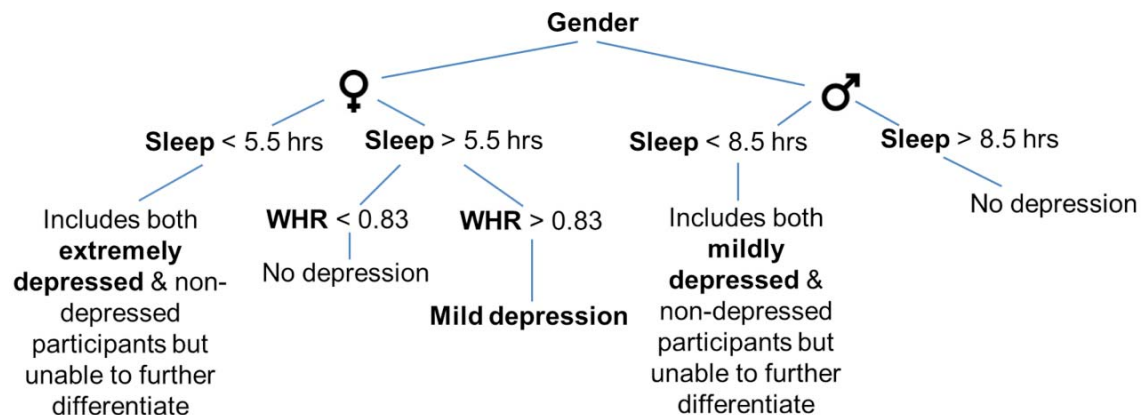 Gender
♀
♂
Sleep < 5.5 hrs
Sleep > 5.5 hrs
Sleep < 8.5 hrs
Sleep > 8.5 hrs
Includes both
extremely
depressed & non-
depressed
participants but
unable to further
differentiate
WHR < 0.83
No depression
WHR > 0.83
Mild depression
Includes both
mildly
depressed &
non-depressed
participants but
unable to further
differentiate
No depression